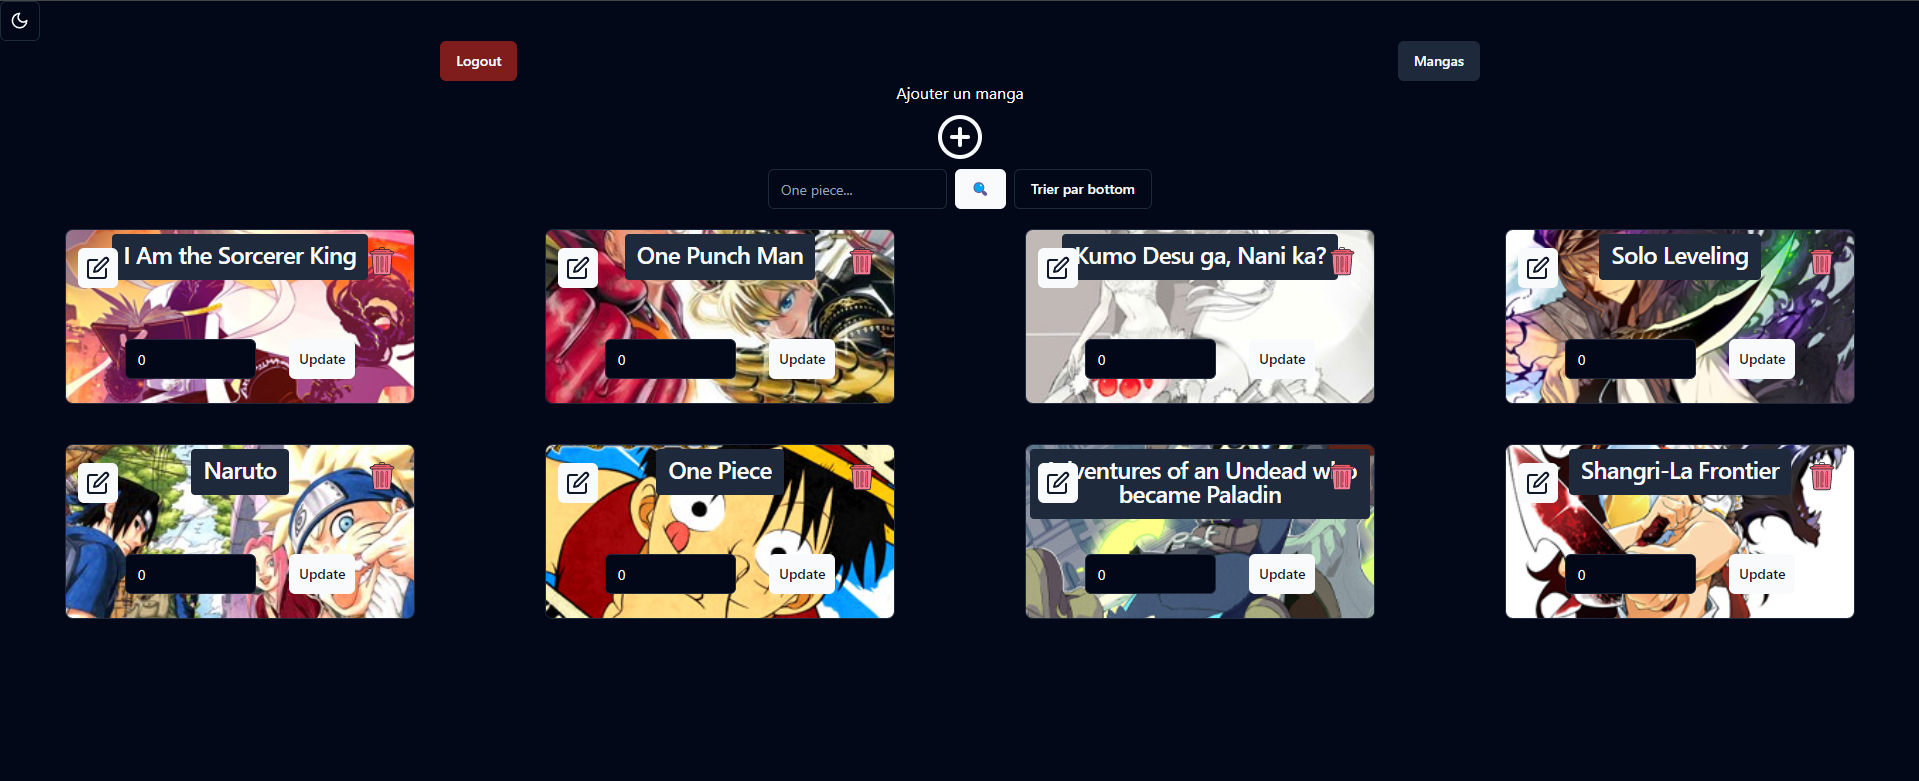 Logout
Mangas
Ajouter un manga
One piece...
Trier par bottom
I Am the Sorcerer King
0
Update
One Punch Man
0
Update
Kumo Desu ga, Nani ka?
0
Update
Solo Leveling
0
Update
Naruto
0
Update
One Piece
0
Update
ventures of an Undead
became Paladin
0
Update
Shangri-La Frontier
0
Update